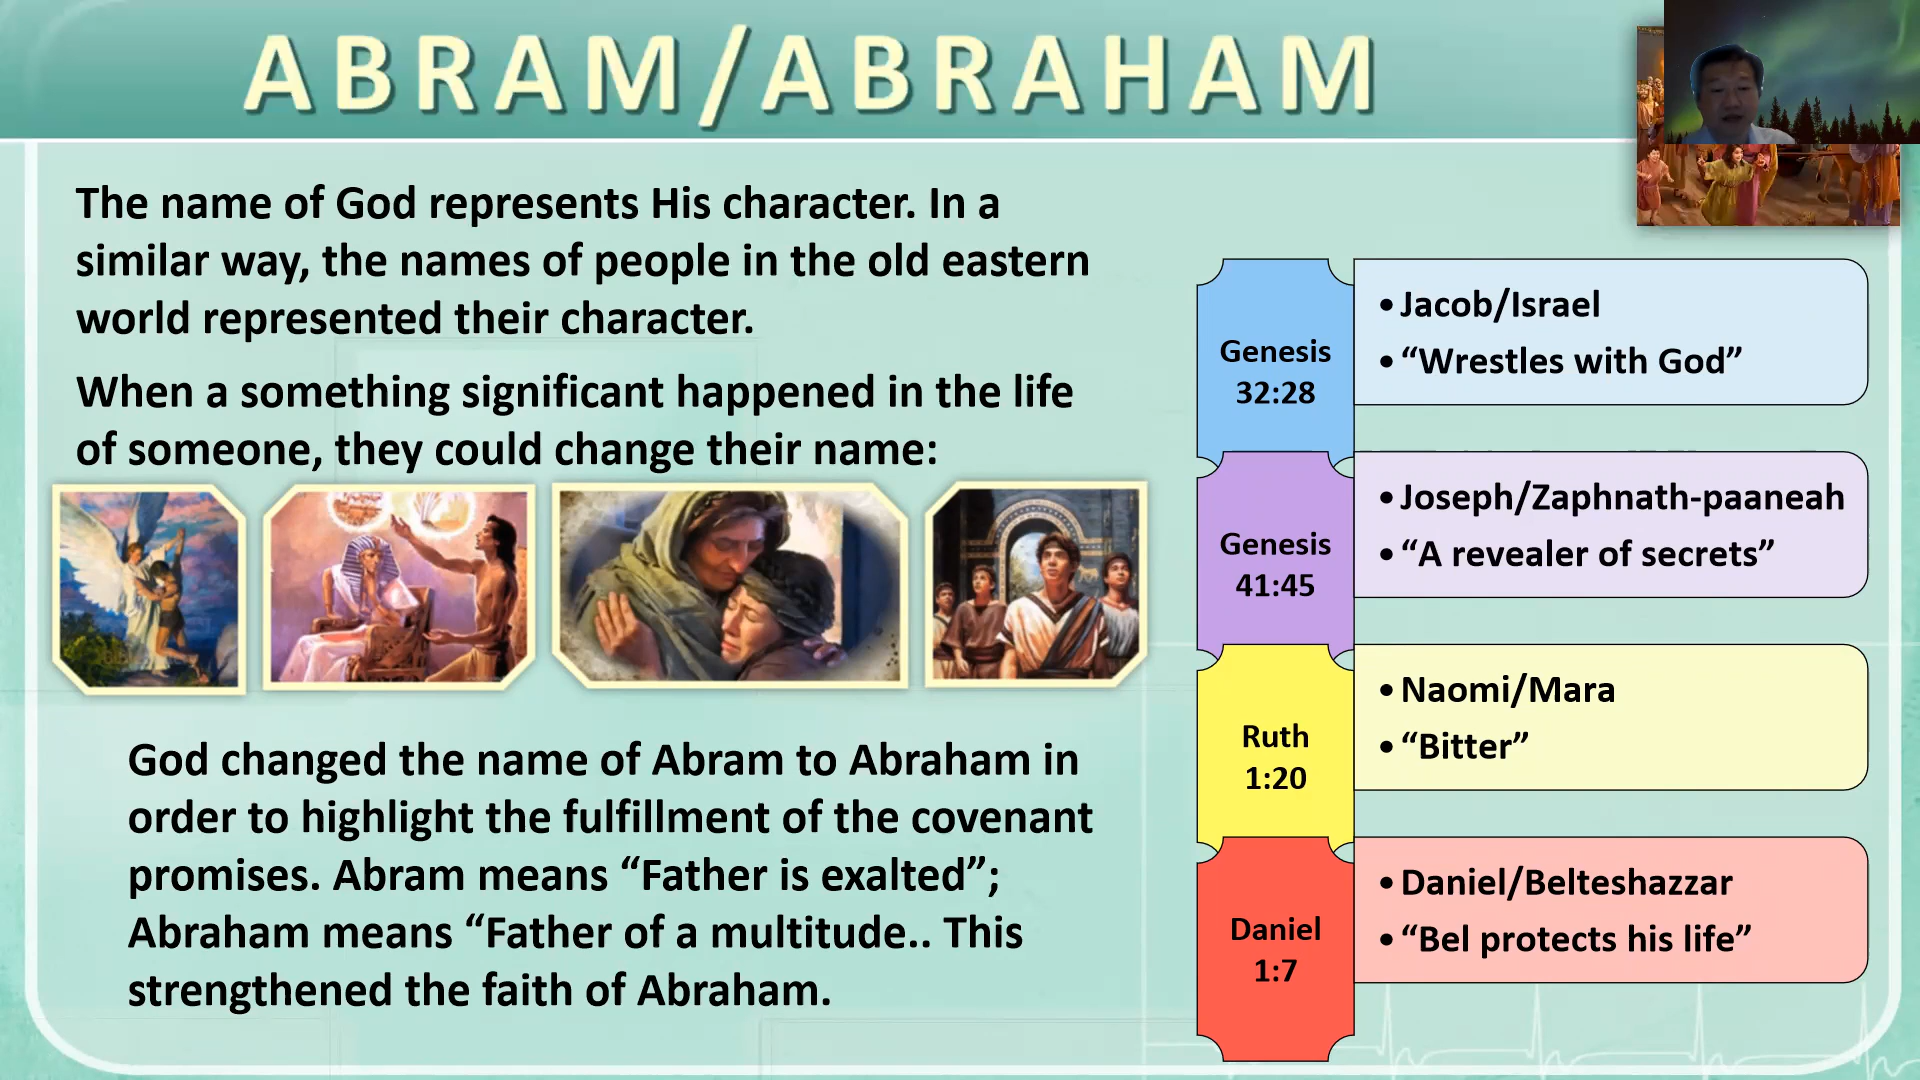 ABRAM/ABRAHAM
The name of God represents His character. In a
similar way, the names of people in the old eastern
world represented their character.
When a something significant happened in the life
of someone, they could change their name:
God changed the name of Abram to Abraham in
order to highlight the fulfillment of the covenant
promises. Abram means “Father is exalted”;
Abraham means “Father of a multitude.. This
strengthened the faith of Abraham.
Genesis
32:28
•Jacob/Israel
•“Wrestles with God”
Genesis
41:45
•Joseph/Zaphnath-paaneah
•“A revealer of secrets”
Ruth
1:20
•Naomi/Mara
•“Bitter”
Daniel
1:7
•Daniel/Belteshazzar
•“Bel protects his life”